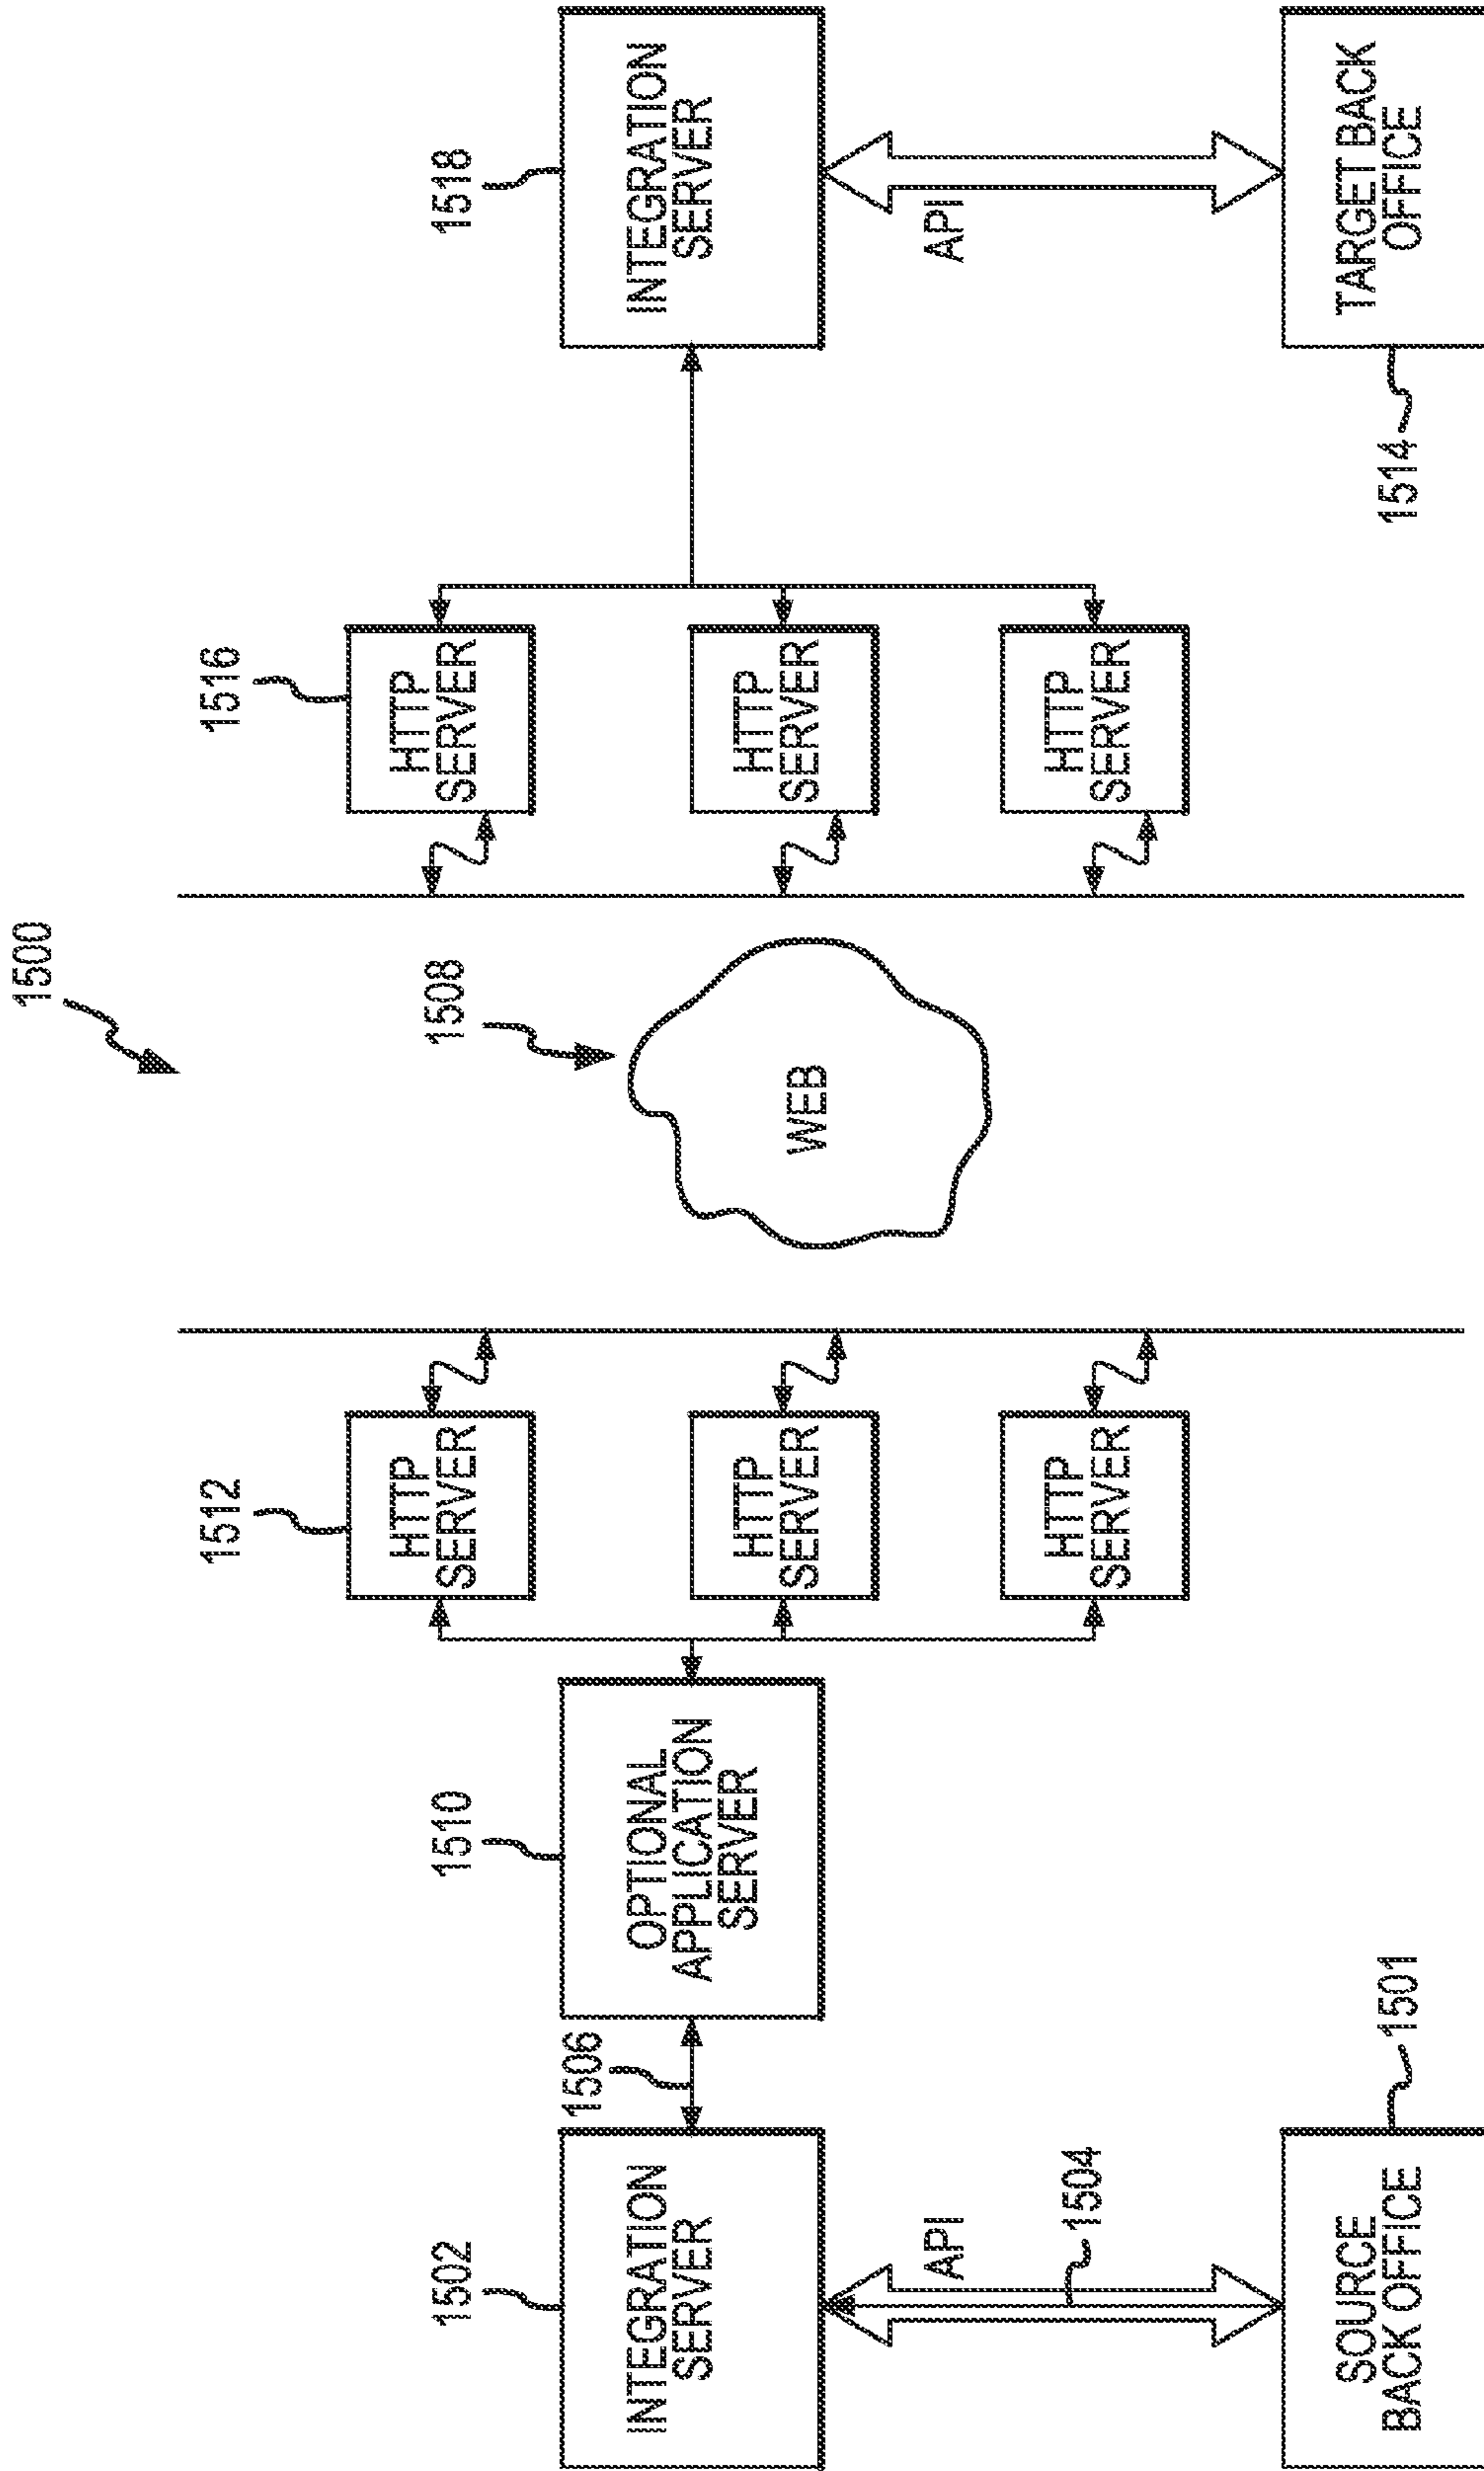 1500
1502
INTEGRATION
SERVER
1506
1510
OPTIONAL
APPLICATION
SERVER
1512
HTTP
SERVER
HTTP
SERVER
HTTP
SERVER
1508
WEB
1516
HTTP
SERVER
HTTP
SERVER
HTTP
SERVER
1518
INTEGRATION
SERVER
API
1504
API
SOURCE
BACK OFFICE
1501
1514
TARGET BACK
OFFICE